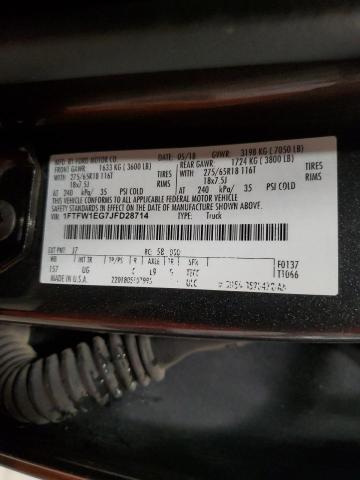 MFD. BY FORD MOTOR CO.
DATE: 05/18 GVWR: 3198 KG (7050 LB)
FRONT GAWR: 1633 KG (3600 LB) REAR GAWR: 1724 KG (3800 LB)
WITH WITH
275/65R18 116T TIRES 275/65R18 116T TIRES
18x7.5J RIMS 18x7.5J RIMS
AT 240 kPa/ 35 PSI COLD AT 240 kPa/ 35 PSI COLD
THIS VEHICLE CONFORMS TO ALL APPLICABLE FEDERAL MOTOR VEHICLE
SAFETY STANDARDS IN EFFECT ON THE DATE OF MANUFACTURE SHOWN ABOVE.
VIN: 1FTFW1EG7JFD28714 TYPE: Truck
EXT PNT: RC: 58
F0137
T1066
WB INT TR TP/PS R AXLE TR SPR
157 UG L9
MADE IN U.S.A.